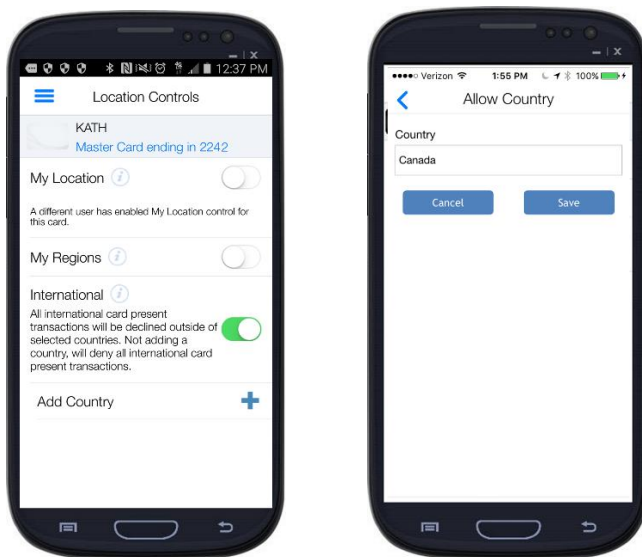 12:37 PM
Location Controls
KATH
Master Card ending in 2242
My Location
A different user has enabled My Location control for
this card.
My Regions
International
All international card present
transactions will be declined outside of
selected countries. Not adding a
country, will deny all international card
present transactions.
Add Country
Verizon 1:55 PM 100%
Allow Country
Country
Canada
Cancel Save